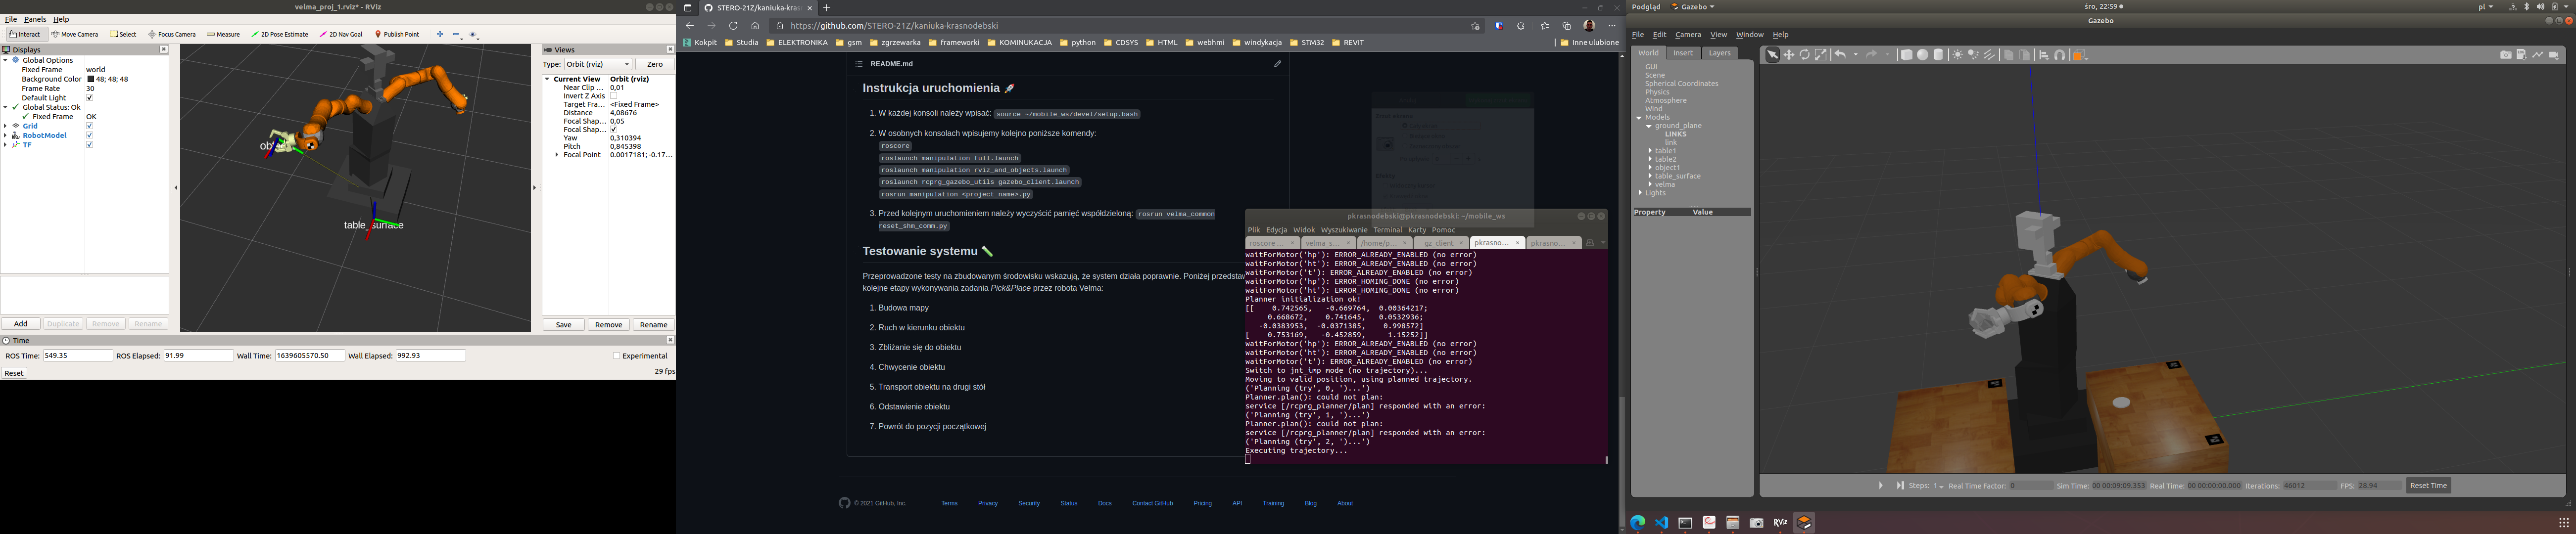 velma_proj_1.rviz* - RViz
File Panels Help
Interact Move Camera Select Focus Camera Measure 2D Pose Estimate 2D Nav Goal Publish Point
Displays
Global Options
Fixed Frame world
Background Color 48; 48; 48
Frame Rate 30
Default Light
Global Status: Ok
Fixed Frame OK
Grid
RobotModel
TF
Add Duplicate Remove Rename
table_surface
Views
Type: Orbit (rviz) Zero
Current View Orbit (rviz)
Near Clip ... 0,01
Invert Z Axis
Target Fra... <Fixed Frame>
Distance 4,08676
Focal Shap... 0,05
Focal Shap...
Yaw 0,310394
Pitch 0,845398
Focal Point 0.0017181; -0.17...
Save Remove Rename
Time
ROS Time: 549.35 ROS Elapsed: 91.99 Wall Time: 1639605570.50 Wall Elapsed: 992.93 Experimental
Reset 29 fps
STERO-21Z/kaniuka-kras
https://github.com/STERO-21Z/kaniuka-krasnodebski
Kokpit Studia ELEKTRONIKA gsm zgrzewarka frameworki KOMINUKACJA python CDSYS HTML webhmi windykacja STM32 REVIT Inne ulubione
README.md
Instrukcja uruchomienia 🚀
1. W każdej konsoli należy wpisać: source ~/mobile_ws/devel/setup.bash
2. W osobnych konsolach wpisujemy kolejno poniższe komendy:
roscore
roslaunch manipulation full.launch
roslaunch manipulation rviz_and_objects.launch
roslaunch rcprg_gazebo_utils gazebo_client.launch
rosrun manipulation <project_name>.py
3. Przed kolejnym uruchomieniem należy wyczyścić pamięć współdzieloną: rosrun velma_common
reset_shm_comm.py
Testowanie systemu
Przeprowadzone testy na zbudowanym środowisku wskazują, że system działa poprawnie. Poniżej przedstaw
kolejne etapy wykonywania zadania Pick&Place przez robota Velma:
1. Budowa mapy
2. Ruch w kierunku obiektu
3. Zbliżanie się do obiektu
4. Chwycenie obiektu
5. Transport obiektu na drugi stół
6. Odstawienie obiektu
7. Powrót do pozycji początkowej
© 2021 GitHub, Inc. Terms Privacy Security Status Docs Contact GitHub Pricing API Training Blog About
pkrasnodebski@pkrasnodebski: ~/mobile_ws
Plik Edycja Widok Wyszukiwanie Terminal Karty Pomoc
roscore ... velma_s... /home/p... gz_client pkrasno... pkrasno...
waitForMotor('hp'): ERROR_ALREADY_ENABLED (no error)
waitForMotor('ht'): ERROR_ALREADY_ENABLED (no error)
waitForMotor('t'): ERROR_ALREADY_ENABLED (no error)
waitForMotor('hp'): ERROR_HOMING_DONE (no error)
waitForMotor('ht'): ERROR_HOMING_DONE (no error)
Planner initialization ok!
[[ 0.742565, -0.669764, 0.00364217;
0.668672, 0.741645, 0.0532936;
-0.0383953, -0.0371385, 0.998572]
[ 0.753169, -0.452859, 1.15252]]
waitForMotor('hp'): ERROR_ALREADY_ENABLED (no error)
waitForMotor('ht'): ERROR_ALREADY_ENABLED (no error)
waitForMotor('t'): ERROR_ALREADY_ENABLED (no error)
Switch to jnt_imp mode (no trajectory)...
Moving to valid position, using planned trajectory.
('Planning (try', 0, ')...')
Planner.plan(): could not plan:
service [/rcprg_planner/plan] responded with an error:
('Planning (try', 1, ')...')
Planner.plan(): could not plan:
service [/rcprg_planner/plan] responded with an error:
('Planning (try', 2, ')...')
Executing trajectory...
Podgląd Gazebo śro, 22:59 pl
Gazebo
File Edit Camera View Window Help
World Insert Layers
GUI
Scene
Spherical Coordinates
Physics
Atmosphere
Wind
Models
ground_plane
LINKS
link
table1
table2
object1
table_surface
velma
Lights
Property Value
Steps: 1 Real Time Factor: 0 Sim Time: 00 00:09:09.353 Real Time: 00 00:00:00.000 Iterations: 46012 FPS: 28.94 Reset Time
RViz